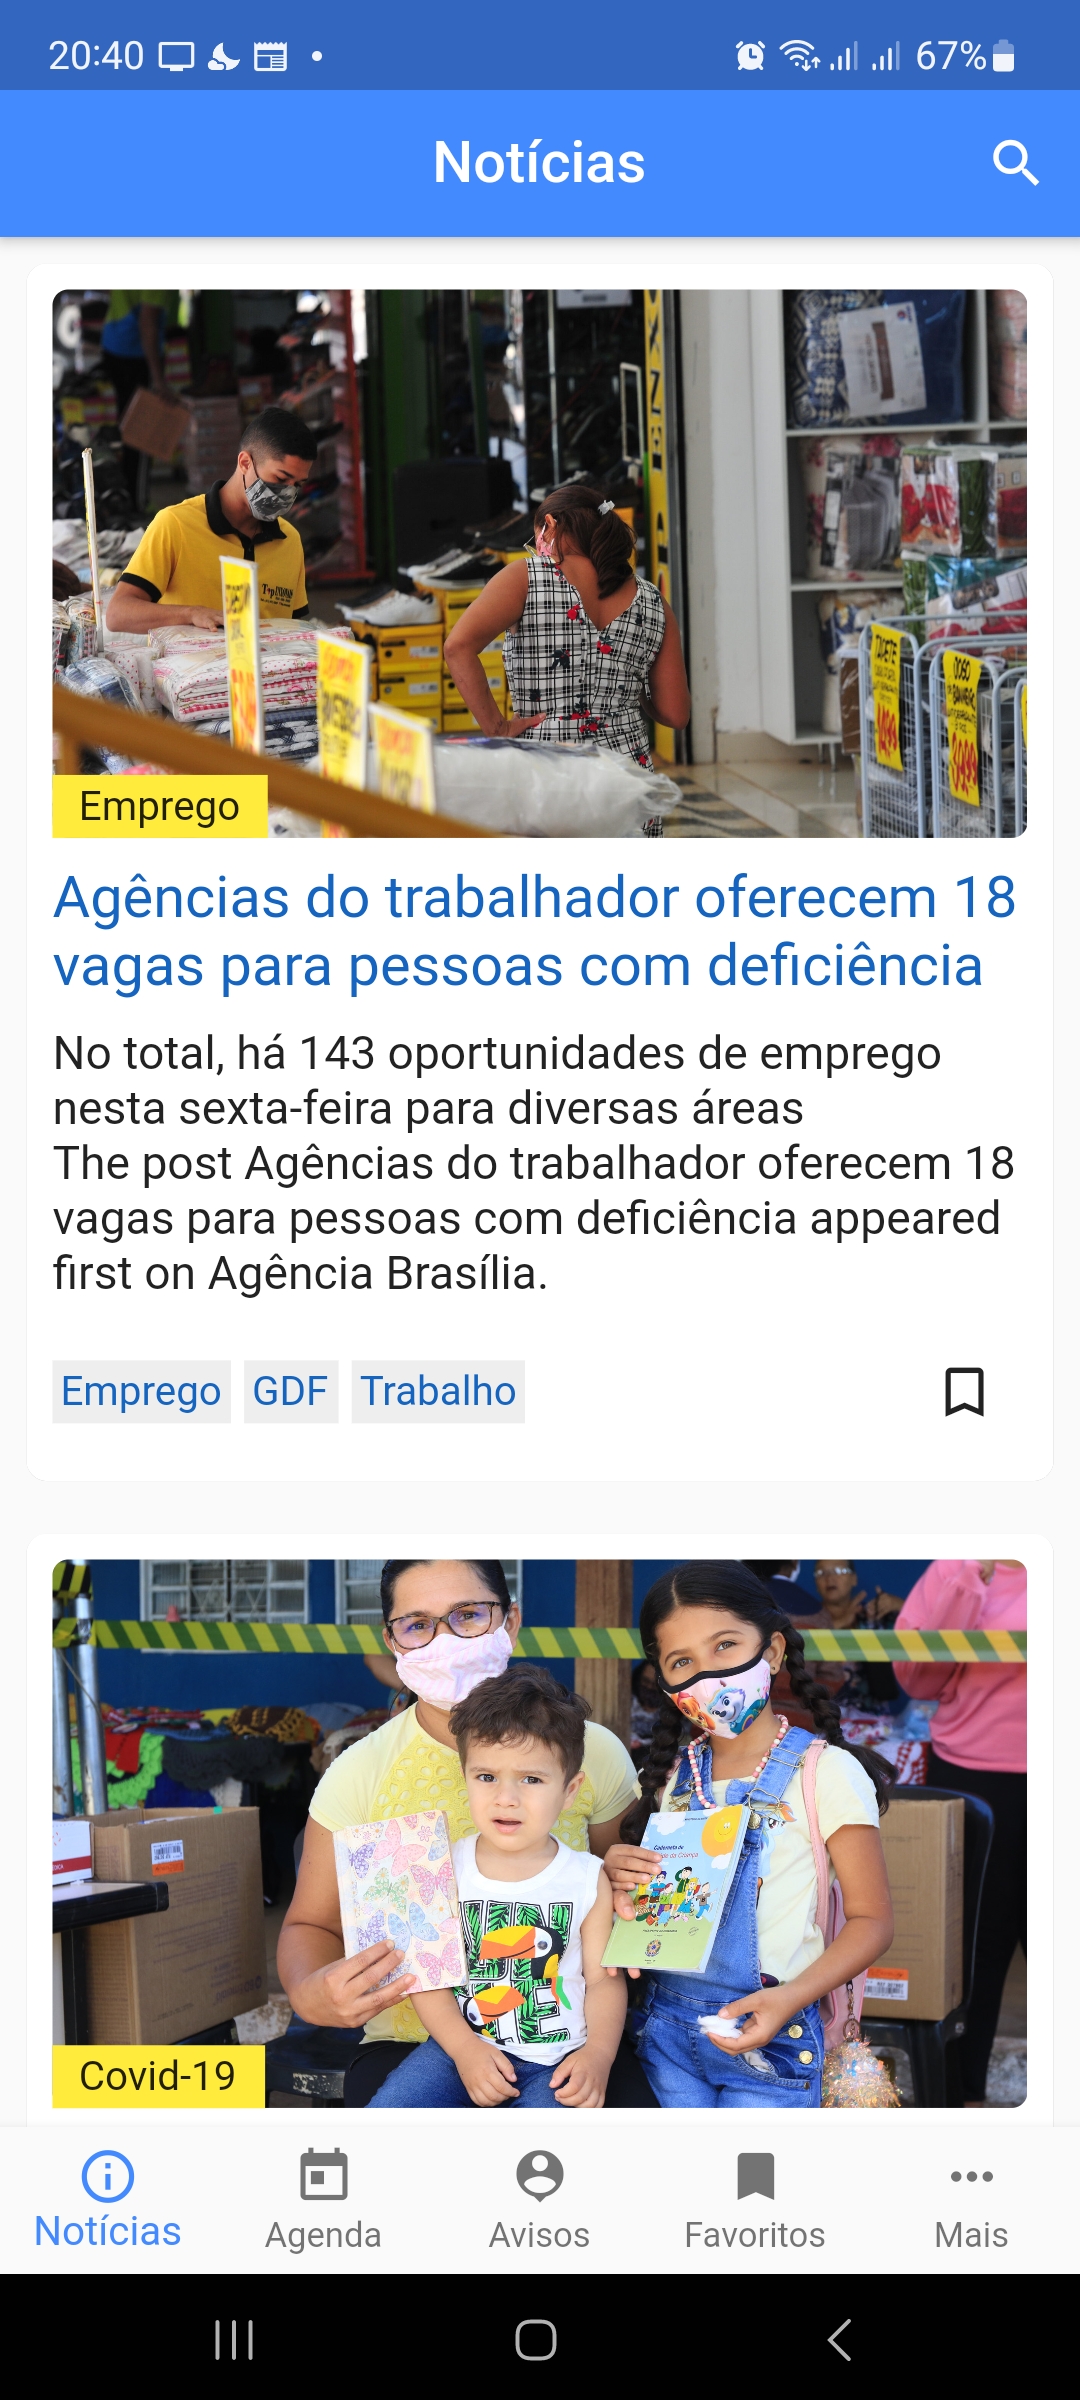 20:40
67%
Notícias
Emprego
Agências do trabalhador oferecem 18
vagas para pessoas com deficiência
No total, há 143 oportunidades de emprego
nesta sexta-feira para diversas áreas
The post Agências do trabalhador oferecem 18
vagas para pessoas com deficiência appeared
first on Agência Brasília.
Emprego GDF Trabalho
Caderneta de
Covid-19
Notícias Agenda Avisos Favoritos Mais